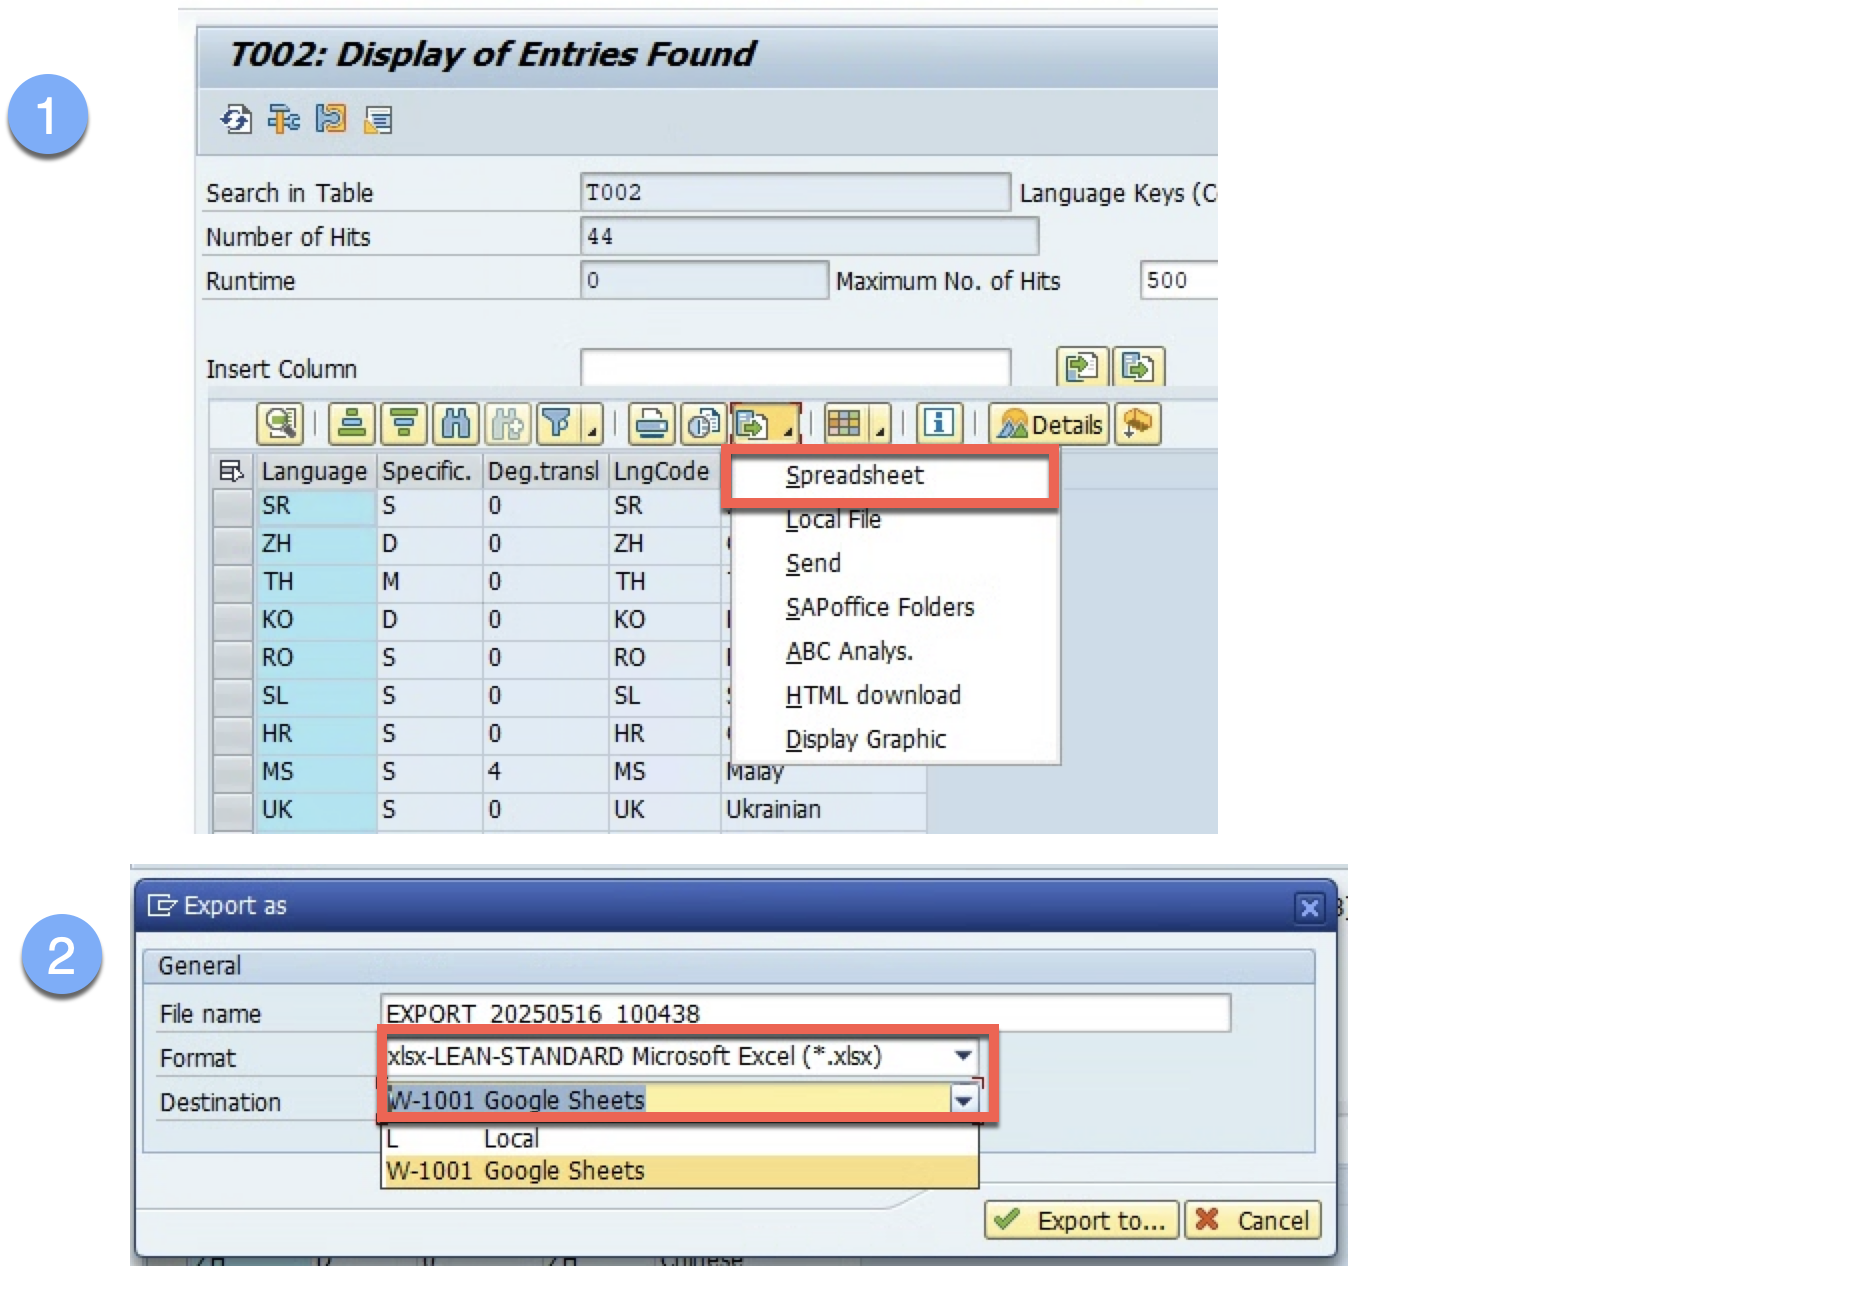 1
T002: Display of Entries Found
Search in Table T002 Language Keys (C
Number of Hits 44
Runtime 0 Maximum No. of Hits 500
Insert Column
Details
Language Specific. Deg.transl LngCode
Spreadsheet
SR S 0 SR
Local File
ZH D 0 ZH
Send
TH M 0 TH
SAPoffice Folders
KO D 0 KO
ABC Analys.
RO S 0 RO
HTML download
SL S 0 SL
Display Graphic
HR S 0 HR
MS S 4 MS Malay
UK S 0 UK Ukrainian
2
Export as
General
File name EXPORT_20250516_100438
Format xlsx-LEAN-STANDARD Microsoft Excel (*.xlsx)
Destination W-1001 Google Sheets
L Local
W-1001 Google Sheets
Export to... Cancel
ZH D 0 ZH Chinese